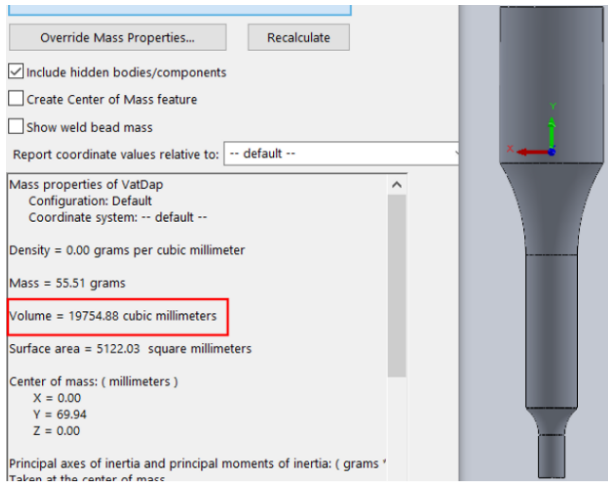 Override Mass Properties...
Recalculate
Include hidden bodies/components
Create Center of Mass feature
Show weld bead mass
Report coordinate values relative to: -- default --
Mass properties of VatDap
Configuration: Default
Coordinate system: -- default --
Density = 0.00 grams per cubic millimeter
Mass = 55.51 grams
Volume = 19754.88 cubic millimeters
Surface area = 5122.03 square millimeters
Center of mass: ( millimeters )
X = 0.00
Y = 69.94
Z = 0.00
Principal axes of inertia and principal moments of inertia: ( grams *
Taken at the center of mass
Y
X